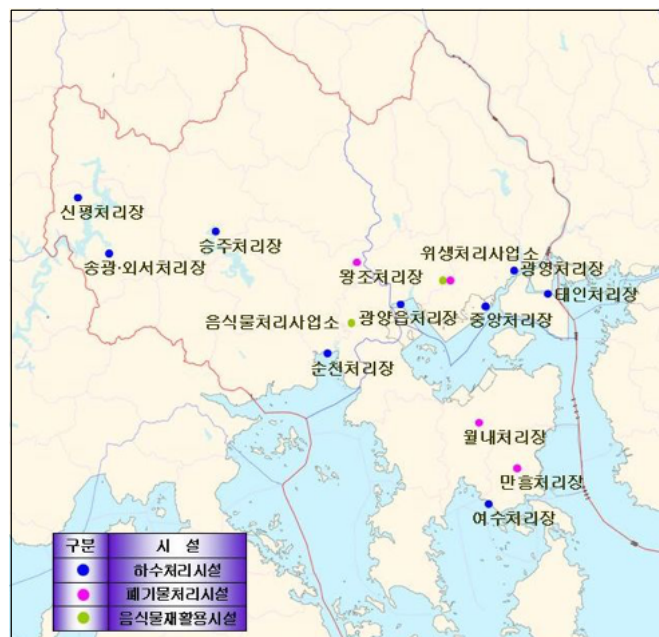 신평처리장
송광·외서처리장
승주처리장
왕조처리장
위생처리사업소
광영처리장
태인처리장
음식물처리사업소
광양읍처리장
중앙처리장
순천처리장
월내처리장
만흥처리장
여수처리장
구분 시 설
하수처리시설
폐기물처리시설
음식물재활용시설